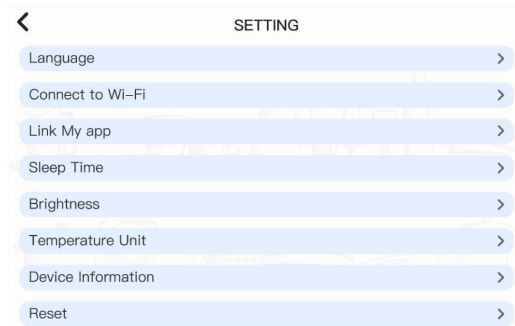 SETTING
Language
Connect to Wi-Fi
Link My app
Sleep Time
Brightness
Temperature Unit
Device Information
Reset